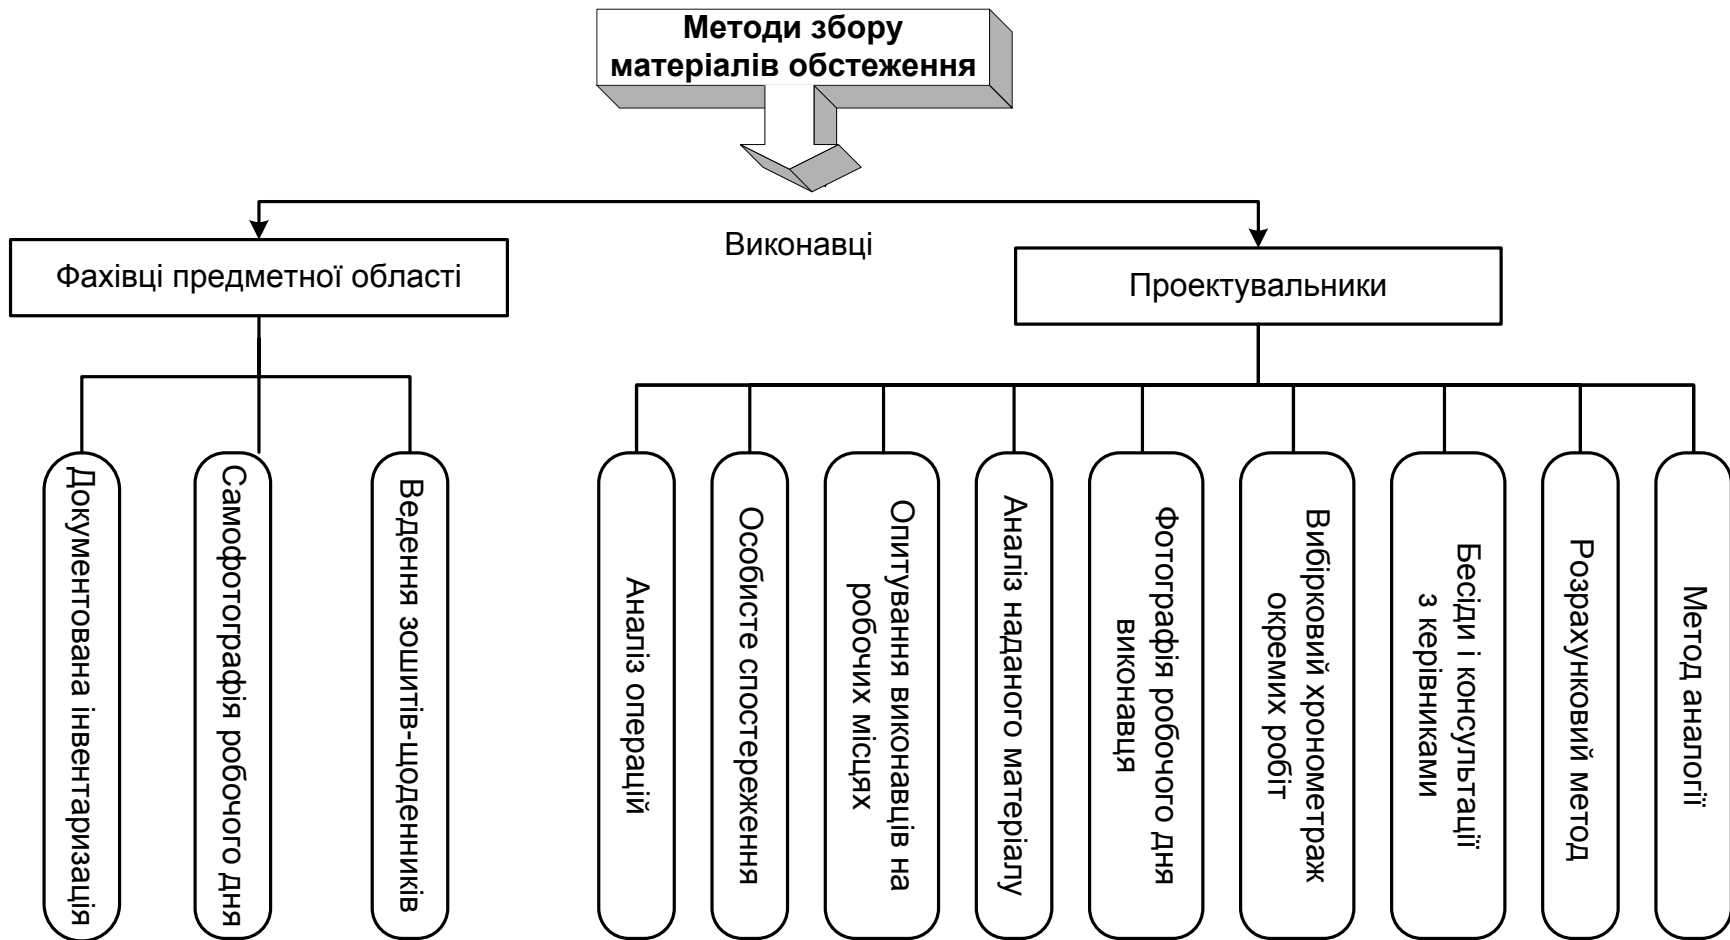 Методи збору
матеріалів обстеження
Виконавці
Фахівці предметної області
Проектувальники
Документована інвентаризація
Самофотографія робочого дня
Ведення зошитів-щоденників
Аналіз операцій
Особисте спостереження
Опитування виконавців на
робочих місцях
Аналіз наданого матеріалу
Фотографія робочого дня
виконавця
Вибірковий хронометраж
окремих робіт
Бесіди і консультації
з керівниками
Розрахунковий метод
Метод аналогії